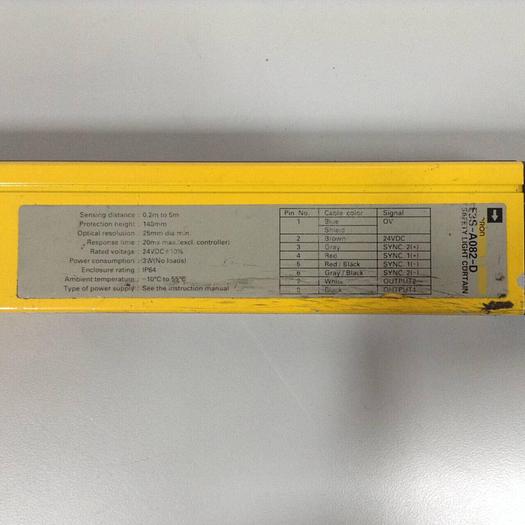 Sensing distance : 0.2m to 5m
Protection height : 140mm
Optical resolution : 25mm dia min.
Response time : 20ms max.(excl. controller)
Rated voltage : 24VDC ± 10%
Power consumption : 3W(No loads)
Enclosure rating : IP64
Ambient temperature : -10°C to 55°C
Type of power supply : See the instruction manual
Pin No. Cable color Signal
1 Blue 0V
Shield
2 Brown 24VDC
3 Gray SYNC. 2(+)
4 Red SYNC. 1(+)
5 Red / Black SYNC. 1(-)
6 Gray / Black SYNC. 2(-)
7 White OUTPUT2
8 Black OUTPUT1
F3S-A082-D
SAFETY LIGHT CURTAIN